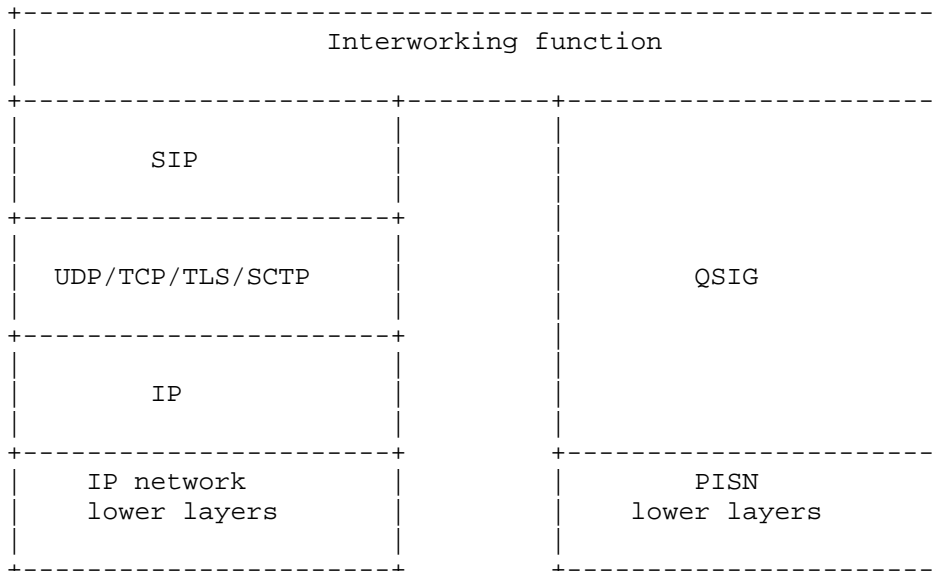 Interworking function
SIP
UDP/TCP/TLS/SCTP
QSIG
IP
IP network
lower layers
PISN
lower layers